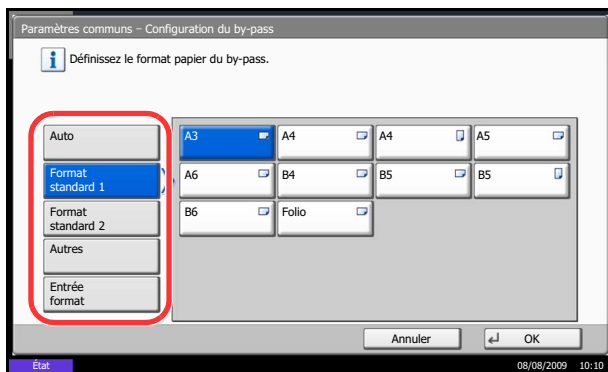 Paramètres communs – Configuration du by-pass
Définissez le format papier du by-pass.
Auto
Format
standard 1
Format
standard 2
Autres
Entrée
format
A3
A4
A4
A5
A6
B4
B5
B5
B6
Folio
Annuler
OK
État
08/08/2009 10:10